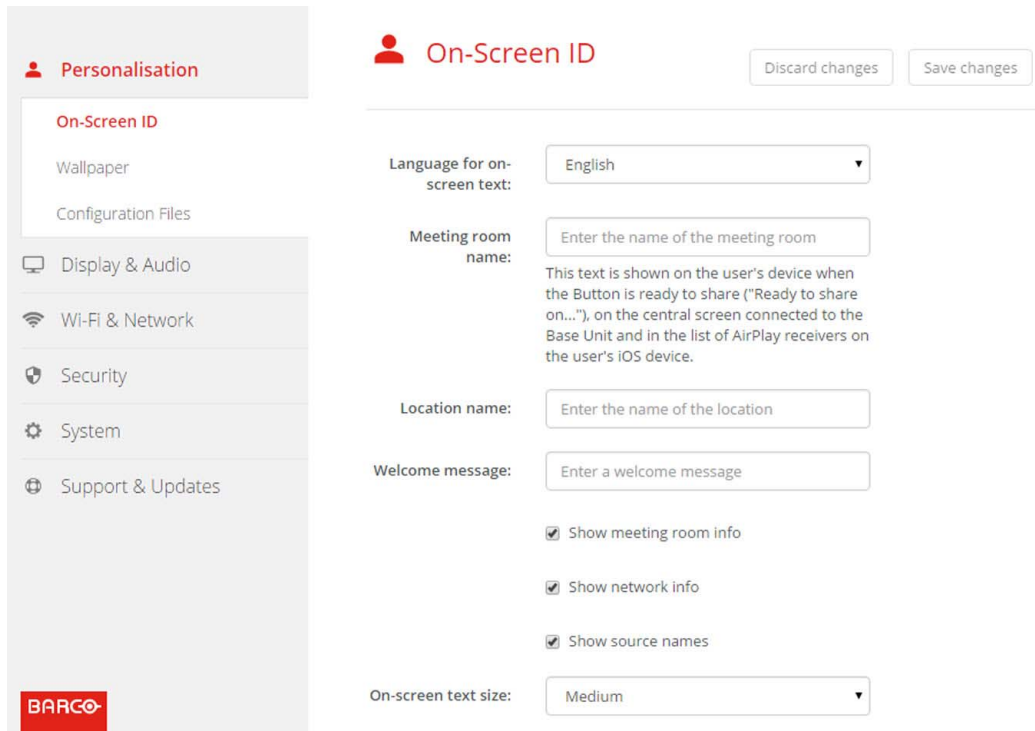 Personalisation
On-Screen ID
Wallpaper
Configuration Files
Display & Audio
Wi-Fi & Network
Security
System
Support & Updates
BARCO
On-Screen ID
Discard changes
Save changes
Language for on-
screen text:
English
Meeting room
name:
Enter the name of the meeting room
This text is shown on the user's device when
the Button is ready to share ("Ready to share
on..."), on the central screen connected to the
Base Unit and in the list of AirPlay receivers on
the user's iOS device.
Location name:
Enter the name of the location
Welcome message:
Enter a welcome message
Show meeting room info
Show network info
Show source names
On-screen text size:
Medium